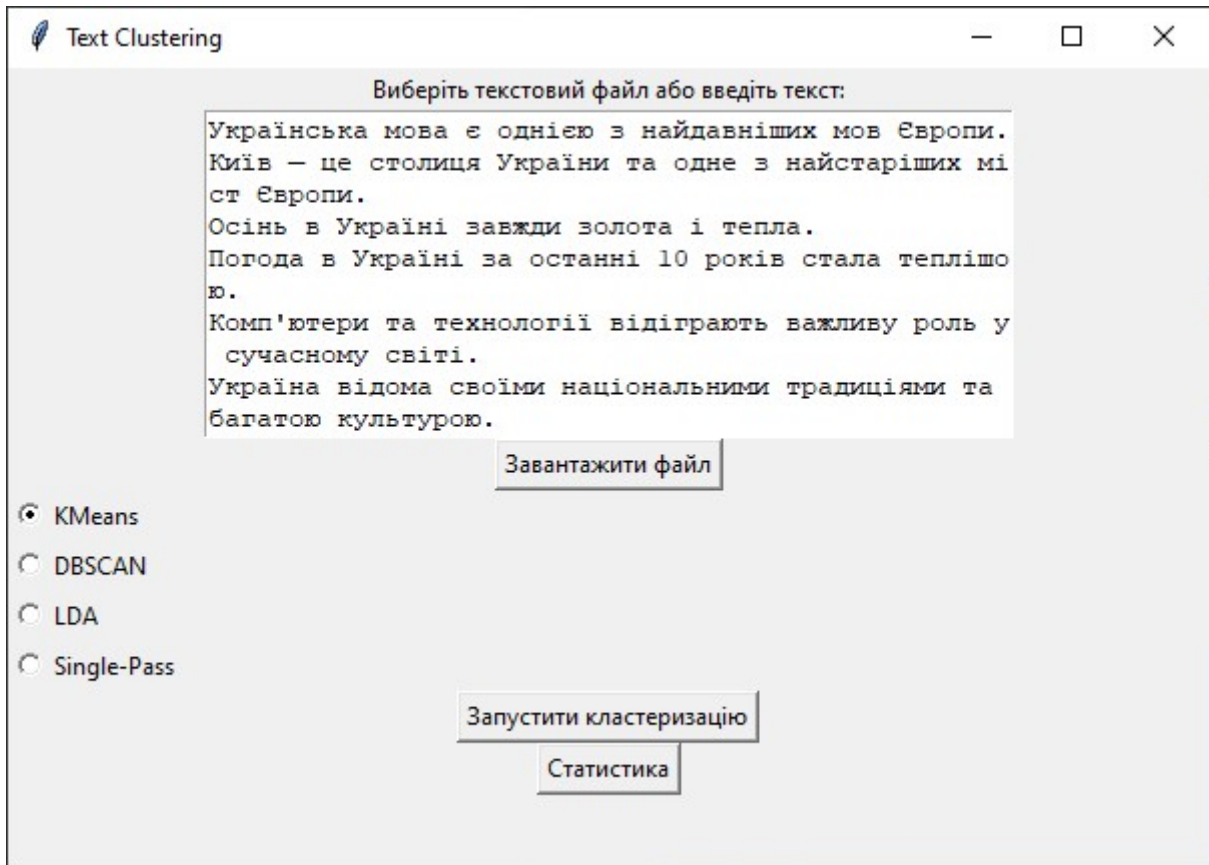 Text Clustering
Виберіть текстовий файл або введіть текст:
Українська мова є однією з найдавніших мов Європи.
Київ — це столиця України та одне з найстаріших мі
ст Європи.
Осінь в Україні завжди золота і тепла.
Погода в Україні за останні 10 років стала теплішо
ю.
Комп'ютери та технології відіграють важливу роль у
сучасному світі.
Україна відома своїми національними традиціями та
багатою культурою.
Завантажити файл
KMeans
DBSCAN
LDA
Single-Pass
Запустити кластеризацію
Статистика